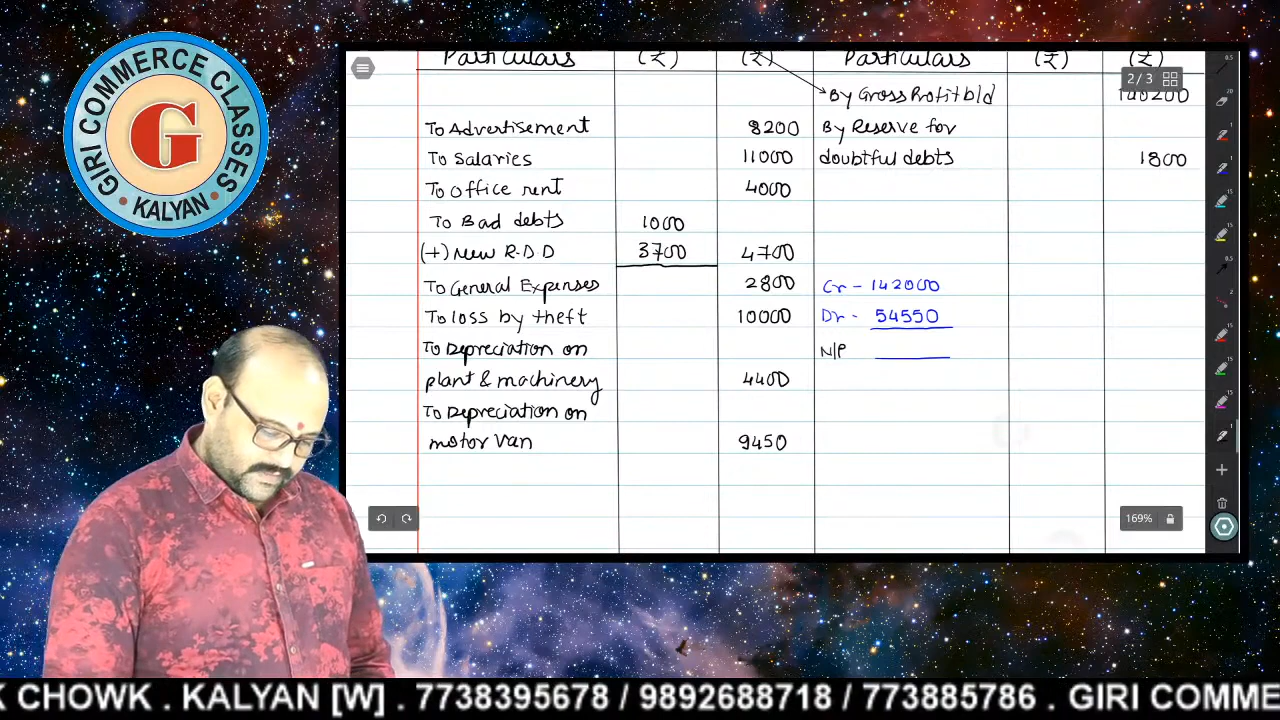 GIRI COMMERCE CLASSES
G
KALYAN
Particulars (₹) (₹) Particulars (₹) (₹)
2/3
By Gross Profit b/d 140200
To Advertisement 8200 By Reserve for
To Salaries 11000 doubtful debts 1800
To Office rent 4000
To Bad debts 1000
(+) New R.D D 3700 4700
To General Expenses 2800 Cr - 142000
To loss by theft 10000 Dr - 54550
To Depreciation on N/P
plant & machinery 4400
To Depreciation on
motor van 9450
169%
K CHOWK . KALYAN [W] . 7738395678 / 9892688718 / 773885786 . GIRI COMME